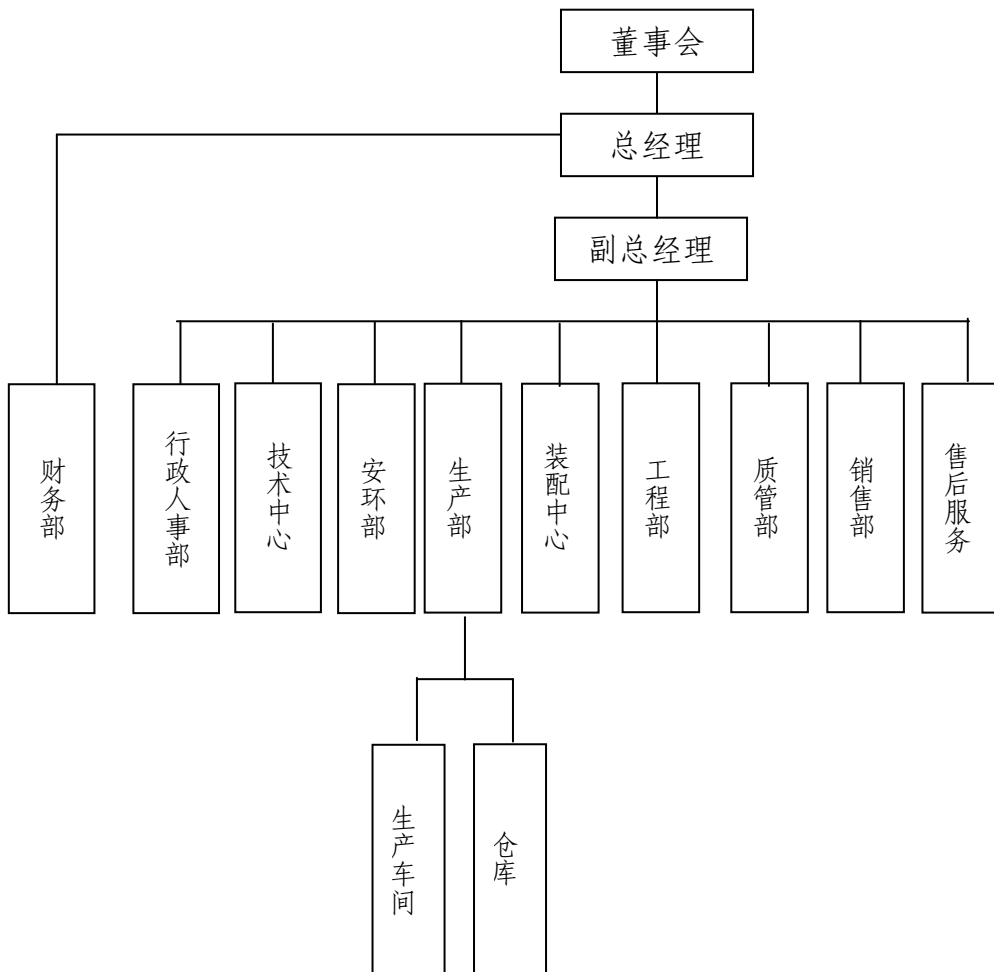 董事会
总经理
副总经理
财务部
行政人事部
技术中心
安环部
生产部
装配中心
工程部
质管部
销售部
售后服务
生产车间
仓库